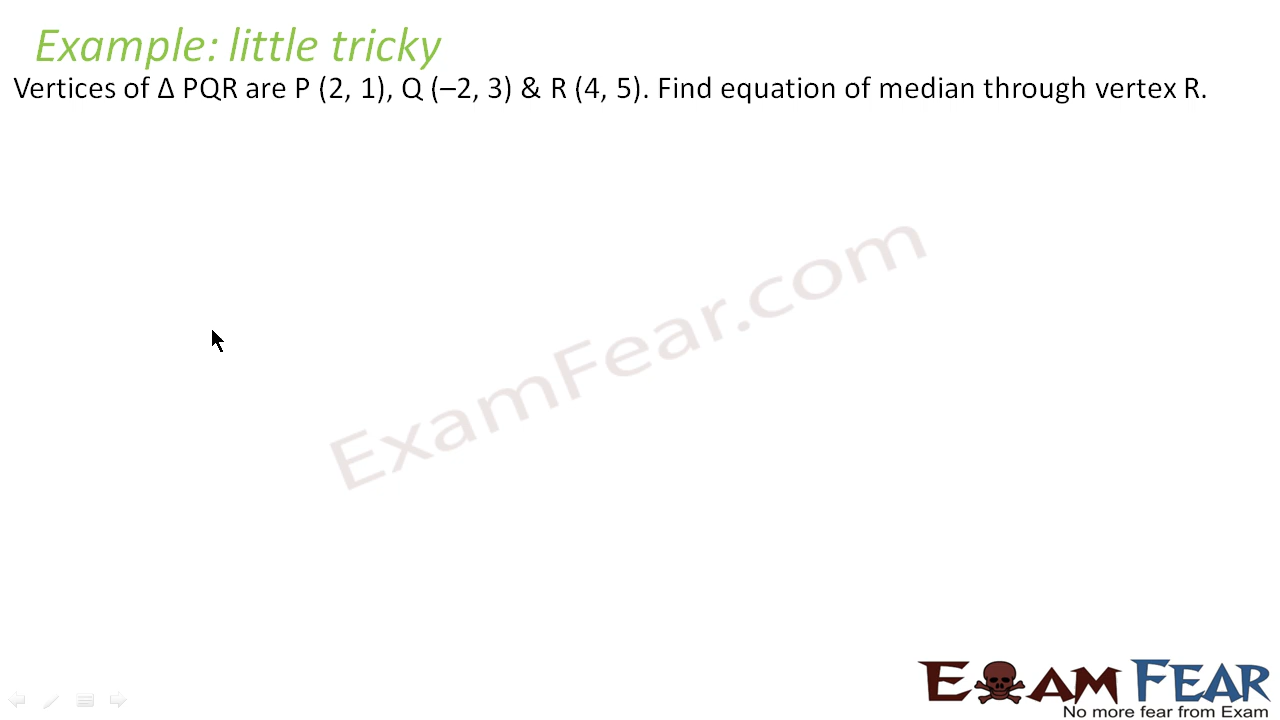 Example: little tricky
Vertices of Δ PQR are P (2, 1), Q (–2, 3) & R (4, 5). Find equation of median through vertex R.
ExamFear.com
EXAM FEAR
No more fear from Exam